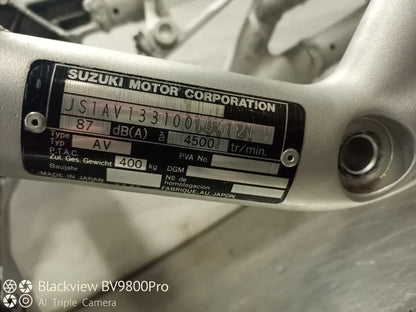 SUZUKI MOTOR CORPORATION
87 dB(A) à 4500 tr/min.
Type
Typ AV PVA No.
P.T.A.C.
Zul. Ges. Gewicht 400 kg DGM
Baujahr No de
homologacion
MADE IN JAPAN FABRIQUE AU JAPON
Blackview BV9800Pro
AI Triple Camera